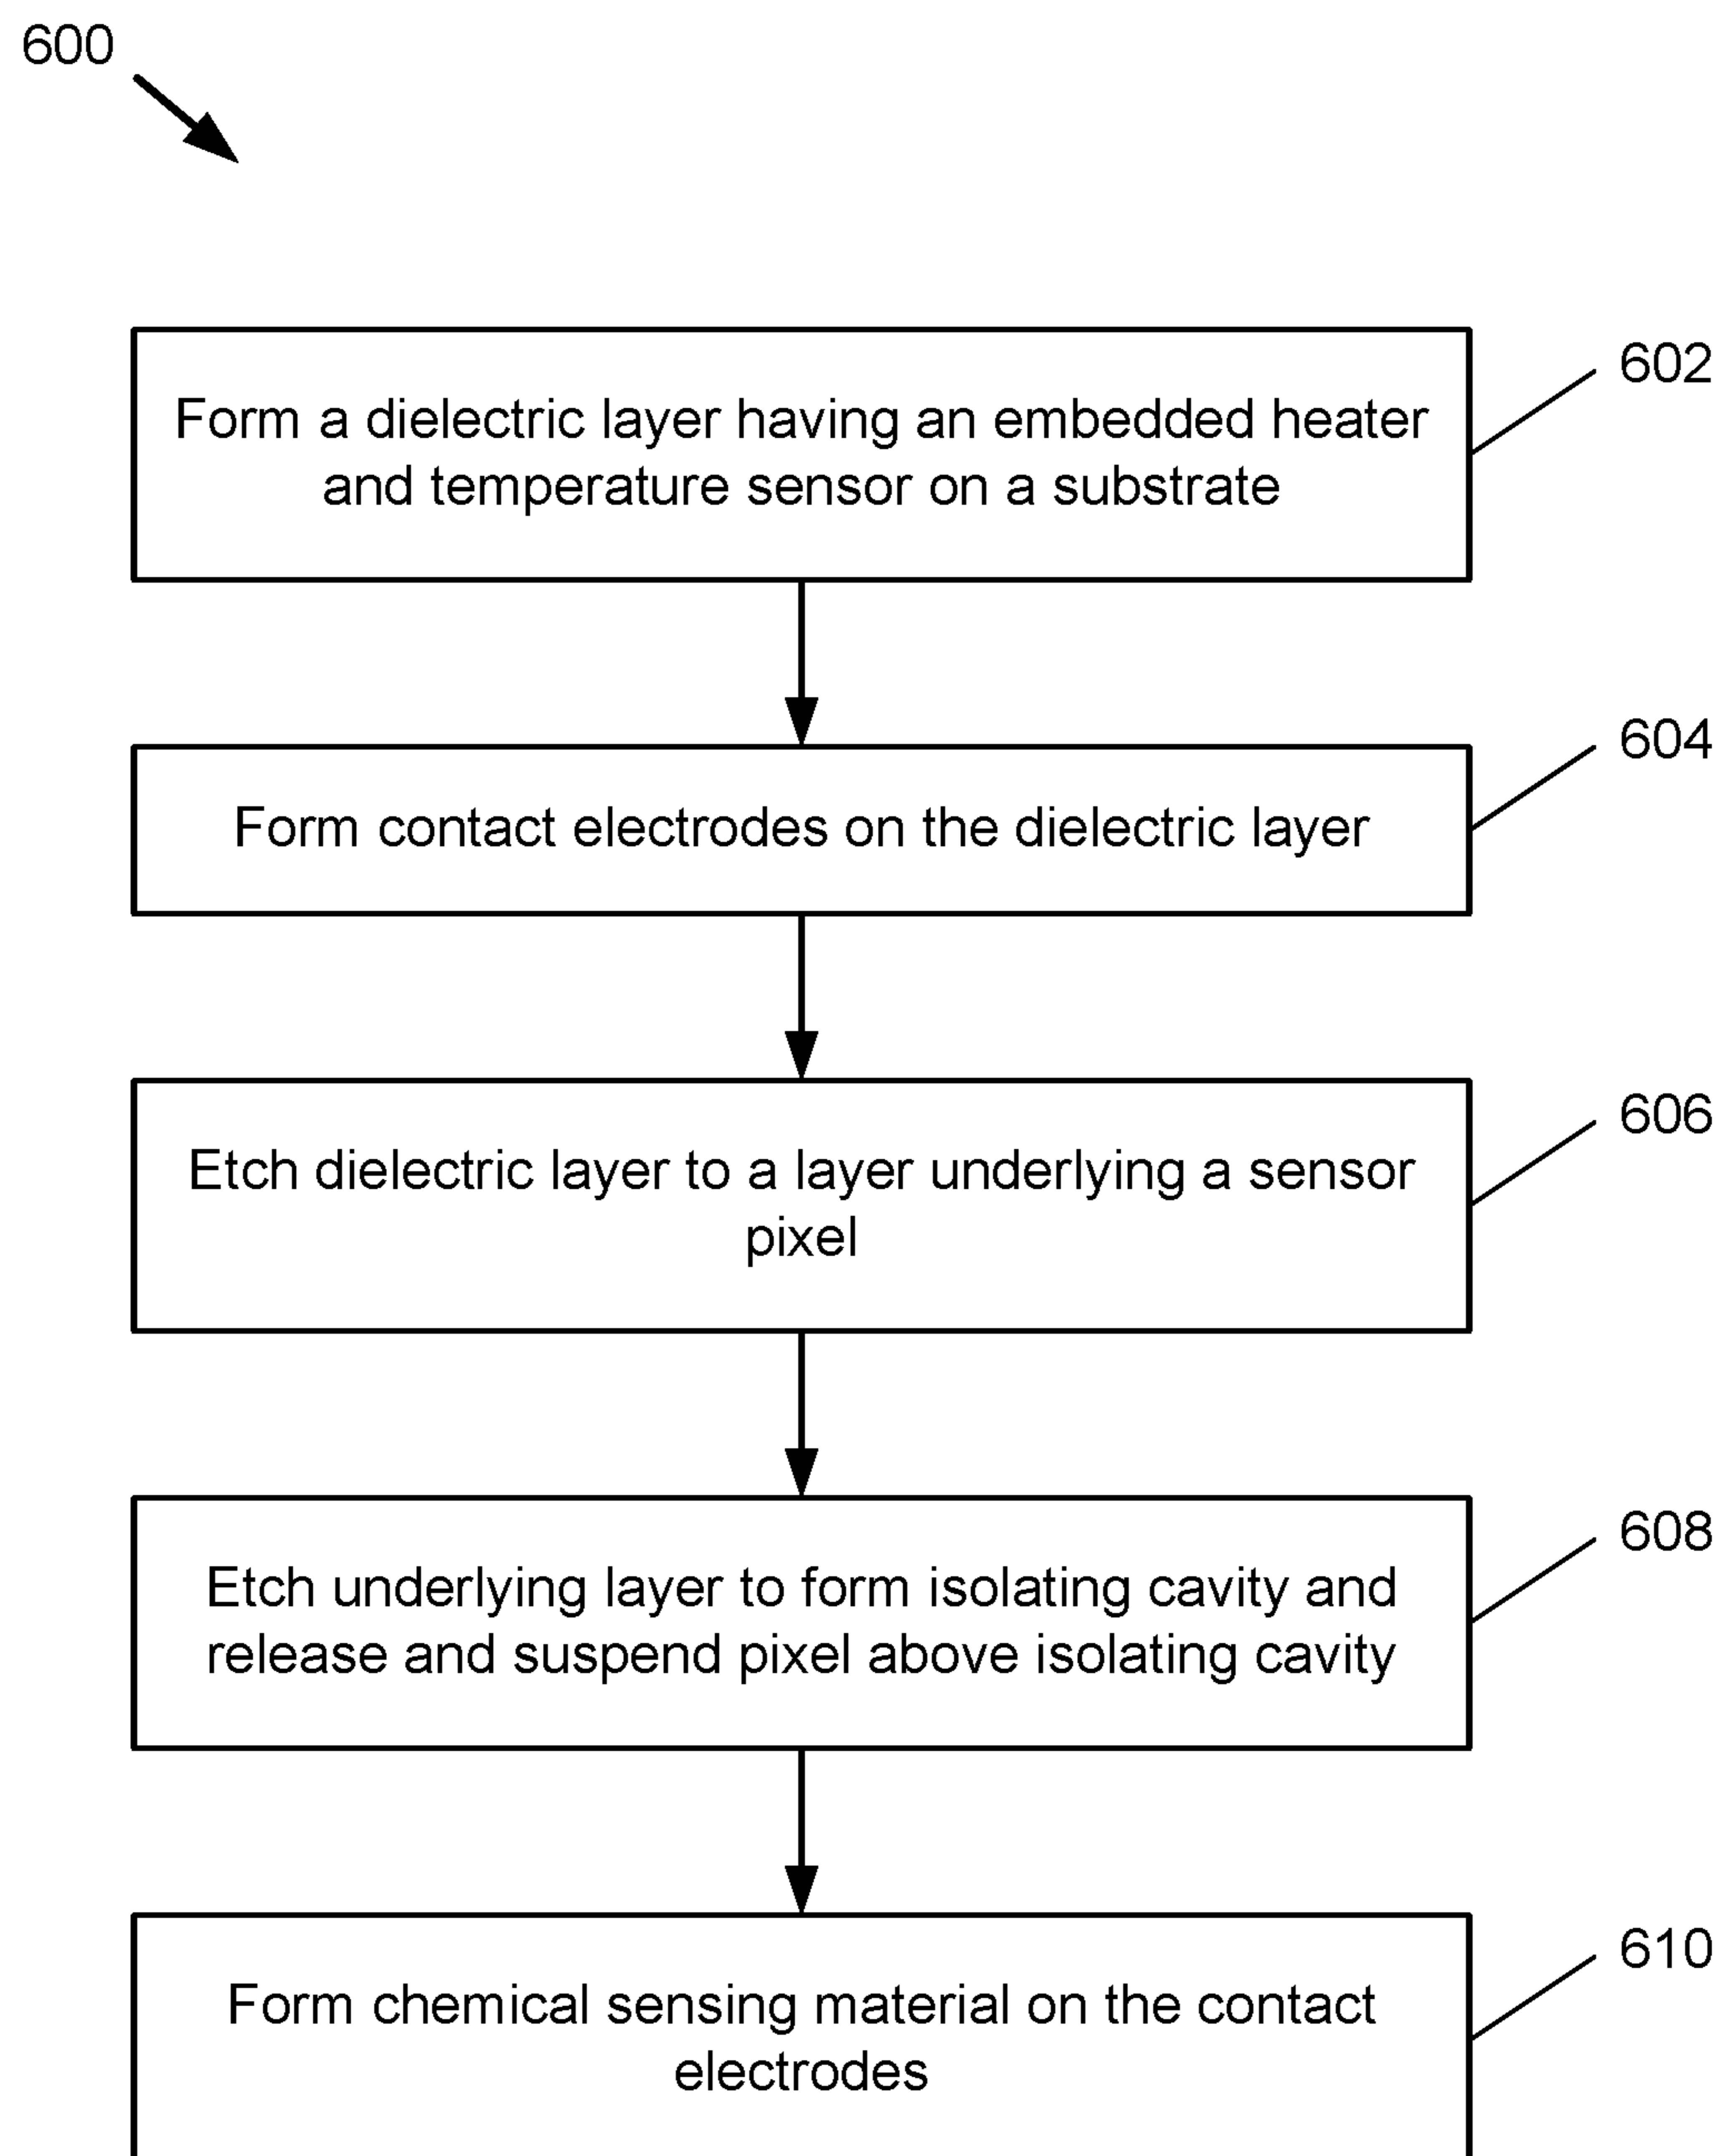 600
602
Form a dielectric layer having an embedded heater
and temperature sensor on a substrate
604
Form contact electrodes on the dielectric layer
606
Etch dielectric layer to a layer underlying a sensor
pixel
608
Etch underlying layer to form isolating cavity and
release and suspend pixel above isolating cavity
610
Form chemical sensing material on the contact
electrodes